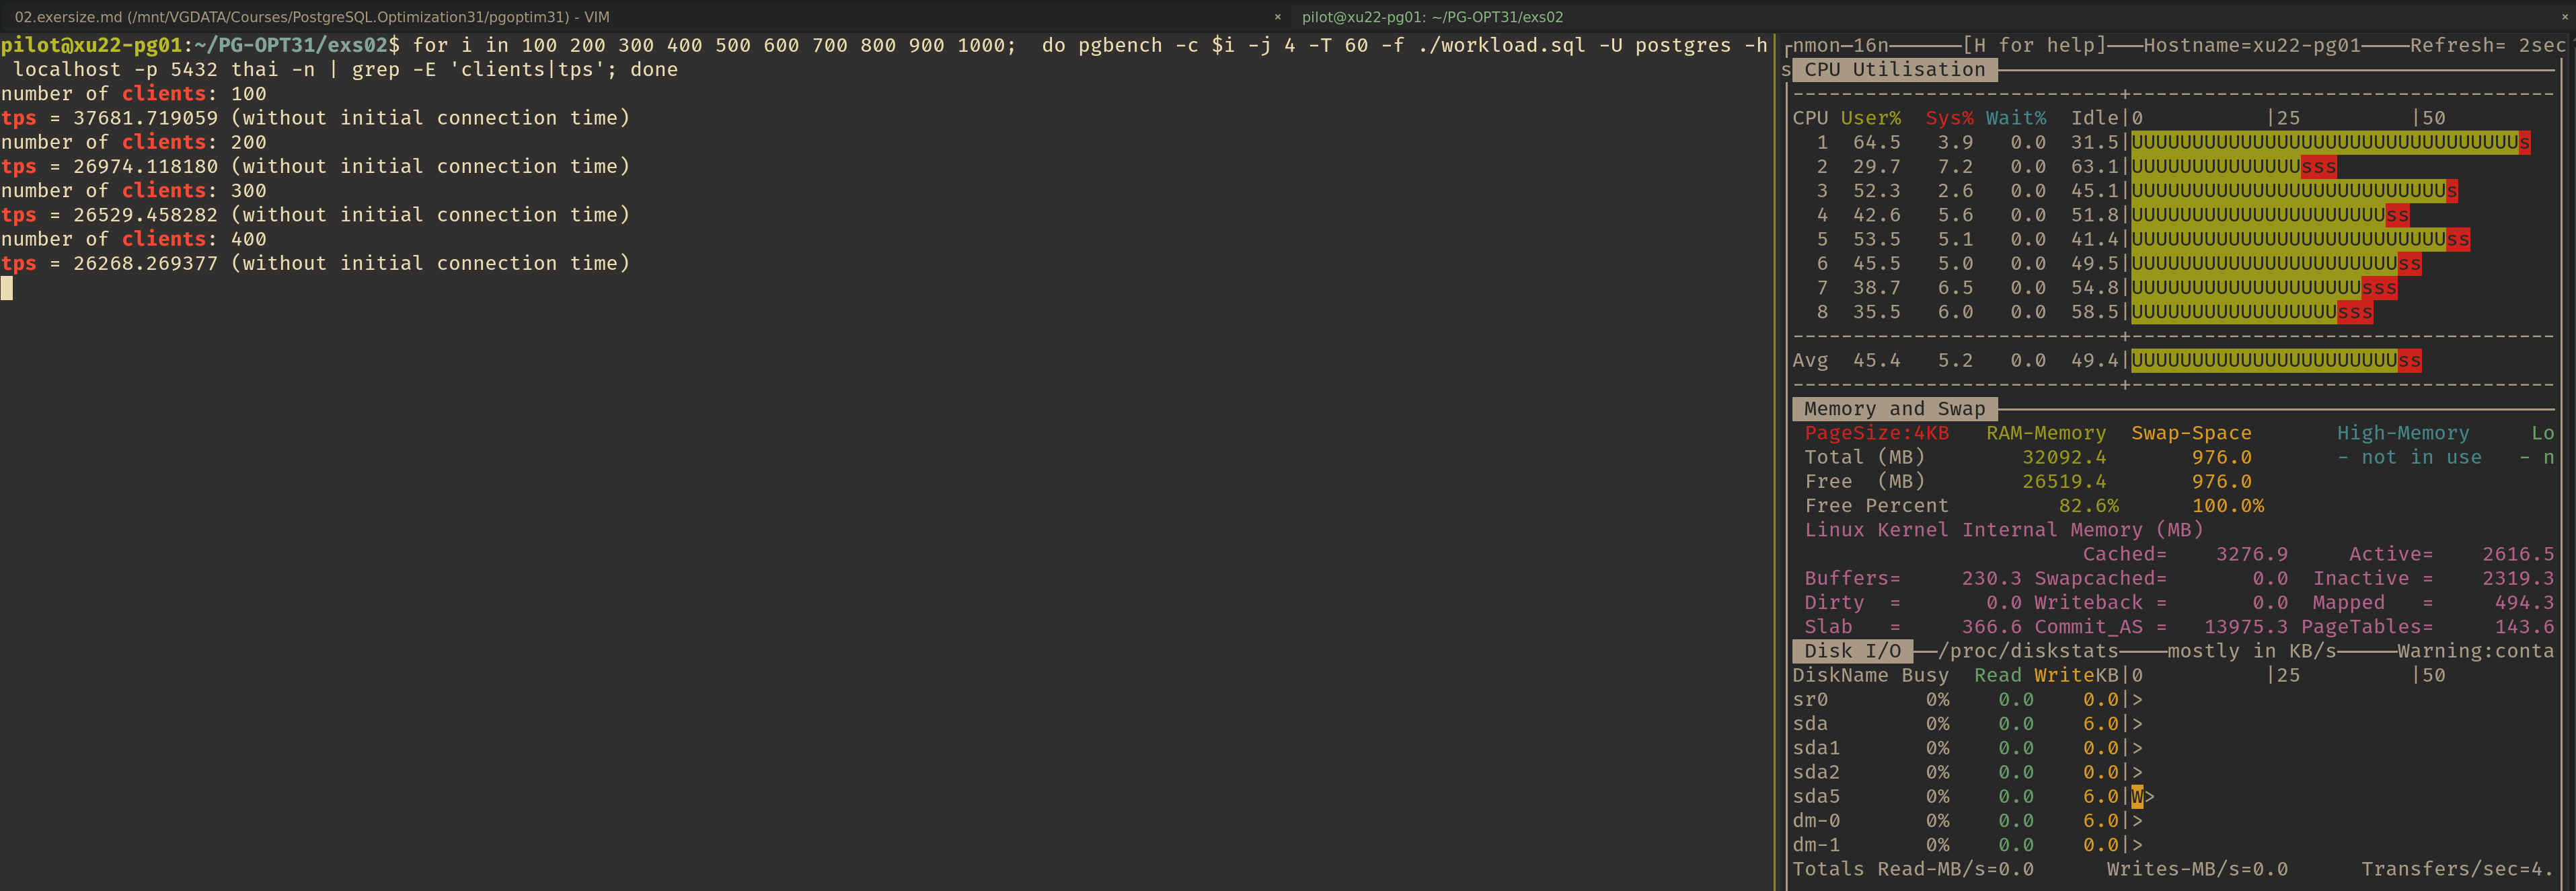 02.exersize.md (/mnt/VGDATA/Courses/PostgreSQL.Optimization31/pgoptim31) - VIM × pilot@xu22-pg01: ~/PG-OPT31/exs02 ×
pilot@xu22-pg01:~/PG-OPT31/exs02$ for i in 100 200 300 400 500 600 700 800 900 1000;  do pgbench -c $i -j 4 -T 60 -f ./workload.sql -U postgres -h
 localhost -p 5432 thai -n | grep -E 'clients|tps'; done
number of clients: 100
tps = 37681.719059 (without initial connection time)
number of clients: 200
tps = 26974.118180 (without initial connection time)
number of clients: 300
tps = 26529.458282 (without initial connection time)
number of clients: 400
tps = 26268.269377 (without initial connection time)
nmon—16n——————[H for help]———Hostname=xu22-pg01————Refresh= 2sec
s CPU Utilisation
---------------------------+-----------------------------------
CPU User% Sys% Wait% Idle|0 |25 |50
1 64.5 3.9 0.0 31.5|UUUUUUUUUUUUUUUUUUUUUUUUUUUUUUUUs
2 29.7 7.2 0.0 63.1|UUUUUUUUUUUUUUsss
3 52.3 2.6 0.0 45.1|UUUUUUUUUUUUUUUUUUUUUUUUUUs
4 42.6 5.6 0.0 51.8|UUUUUUUUUUUUUUUUUUUUUss
5 53.5 5.1 0.0 41.4|UUUUUUUUUUUUUUUUUUUUUUUUUUss
6 45.5 5.0 0.0 49.5|UUUUUUUUUUUUUUUUUUUUUUss
7 38.7 6.5 0.0 54.8|UUUUUUUUUUUUUUUUUUUsss
8 35.5 6.0 0.0 58.5|UUUUUUUUUUUUUUUUUsss
---------------------------+-----------------------------------
Avg 45.4 5.2 0.0 49.4|UUUUUUUUUUUUUUUUUUUUUUss
---------------------------+-----------------------------------
Memory and Swap
PageSize:4KB RAM-Memory Swap-Space High-Memory Lo
Total (MB) 32092.4 976.0 - not in use - n
Free (MB) 26519.4 976.0
Free Percent 82.6% 100.0%
Linux Kernel Internal Memory (MB)
Cached= 3276.9 Active= 2616.5
Buffers= 230.3 Swapcached= 0.0 Inactive = 2319.3
Dirty = 0.0 Writeback = 0.0 Mapped = 494.3
Slab = 366.6 Commit_AS = 13975.3 PageTables= 143.6
Disk I/O ——/proc/diskstats————mostly in KB/s—————Warning:conta
DiskName Busy Read WriteKB|0 |25 |50
sr0 0% 0.0 0.0|>
sda 0% 0.0 6.0|>
sda1 0% 0.0 0.0|>
sda2 0% 0.0 0.0|>
sda5 0% 0.0 6.0|W>
dm-0 0% 0.0 6.0|>
dm-1 0% 0.0 0.0|>
Totals Read-MB/s=0.0 Writes-MB/s=0.0 Transfers/sec=4.